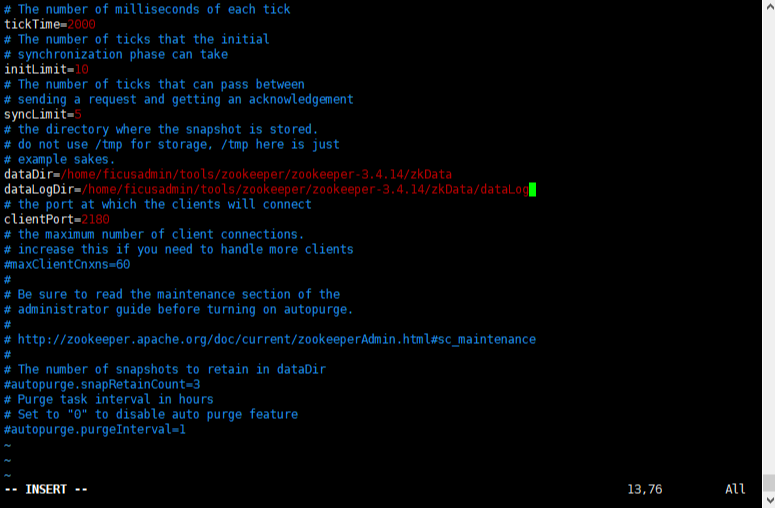 # The number of milliseconds of each tick
tickTime=2000
# The number of ticks that the initial
# synchronization phase can take
initLimit=10
# The number of ticks that can pass between
# sending a request and getting an acknowledgement
syncLimit=5
# the directory where the snapshot is stored.
# do not use /tmp for storage, /tmp here is just
# example sakes.
dataDir=/home/ficusadmin/tools/zookeeper/zookeeper-3.4.14/zkData
dataLogDir=/home/ficusadmin/tools/zookeeper/zookeeper-3.4.14/zkData/dataLog
# the port at which the clients will connect
clientPort=2180
# the maximum number of client connections.
# increase this if you need to handle more clients
#maxClientCnxns=60
#
# Be sure to read the maintenance section of the
# administrator guide before turning on autopurge.
#
# http://zookeeper.apache.org/doc/current/zookeeperAdmin.html#sc_maintenance
#
# The number of snapshots to retain in dataDir
#autopurge.snapRetainCount=3
# Purge task interval in hours
# Set to "0" to disable auto purge feature
#autopurge.purgeInterval=1
~
~
~
-- INSERT -- 13,76 All